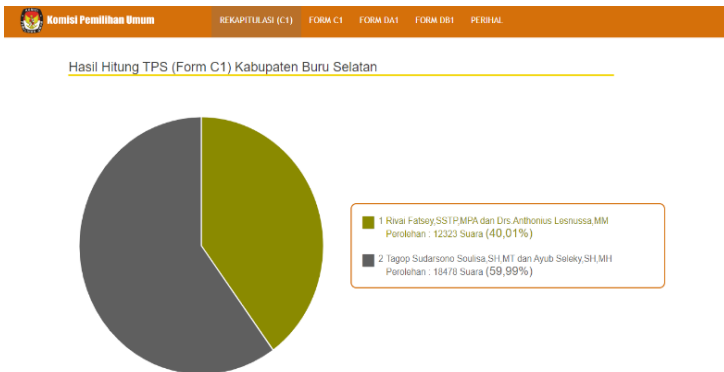 Komisi Pemilihan Umum
REKAPITULASI (C1) FORM C1 FORM DA1 FORM DB1 PERIHAL
Hasil Hitung TPS (Form C1) Kabupaten Buru Selatan
1 Rivai Fatsey,SSTP,MPA dan Drs.Anthonius Lesnussa,MM
Perolehan : 12323 Suara (40,01%)
2 Tagop Sudarsono Soulisa,SH,MT dan Ayub Seleky,SH,MH
Perolehan : 18478 Suara (59,99%)